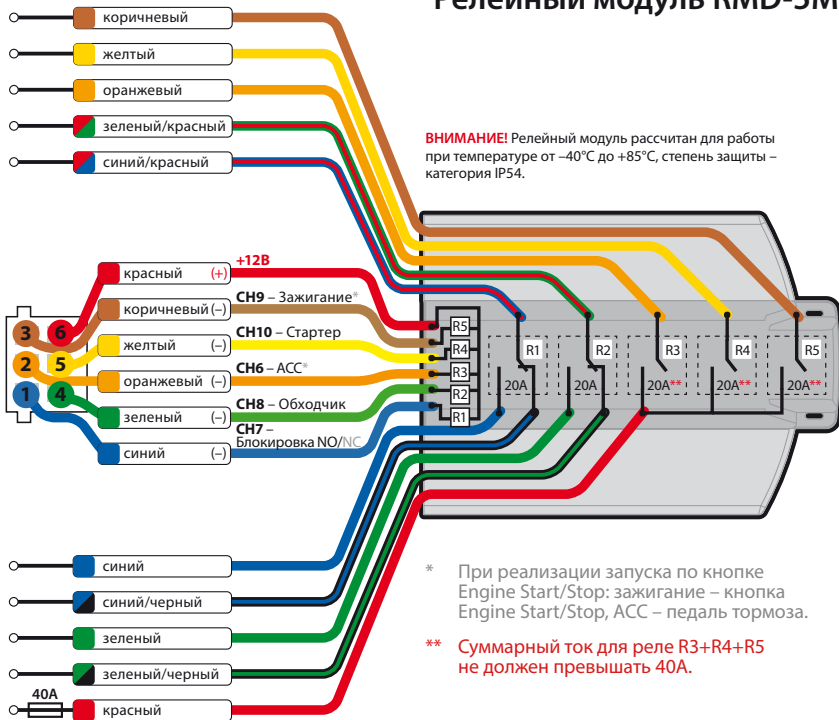 Релейный модуль RMD-5M
коричневый
желтый
оранжевый
зеленый/красный
синий/красный
ВНИМАНИЕ! Релейный модуль рассчитан для работы
при температуре от –40°C до +85°C, степень защиты –
категория IP54.
+12В
красный (+)
CH9 – Зажигание*
коричневый (–)
CH10 – Стартер
желтый (–)
CH6 – ACC*
оранжевый (–)
CH8 – Обходчик
зеленый (–)
CH7 –
Блокировка NO/NC
синий (–)
3 6
2 5
1 4
R5
R4
R3
R2
R1
R1 R2 R3 R4 R5
20A 20A 20A** 20A** 20A**
синий
синий/черный
зеленый
зеленый/черный
40A
красный
* При реализации запуска по кнопке
Engine Start/Stop: зажигание – кнопка
Engine Start/Stop, ACC – педаль тормоза.
** Суммарный ток для реле R3+R4+R5
не должен превышать 40А.